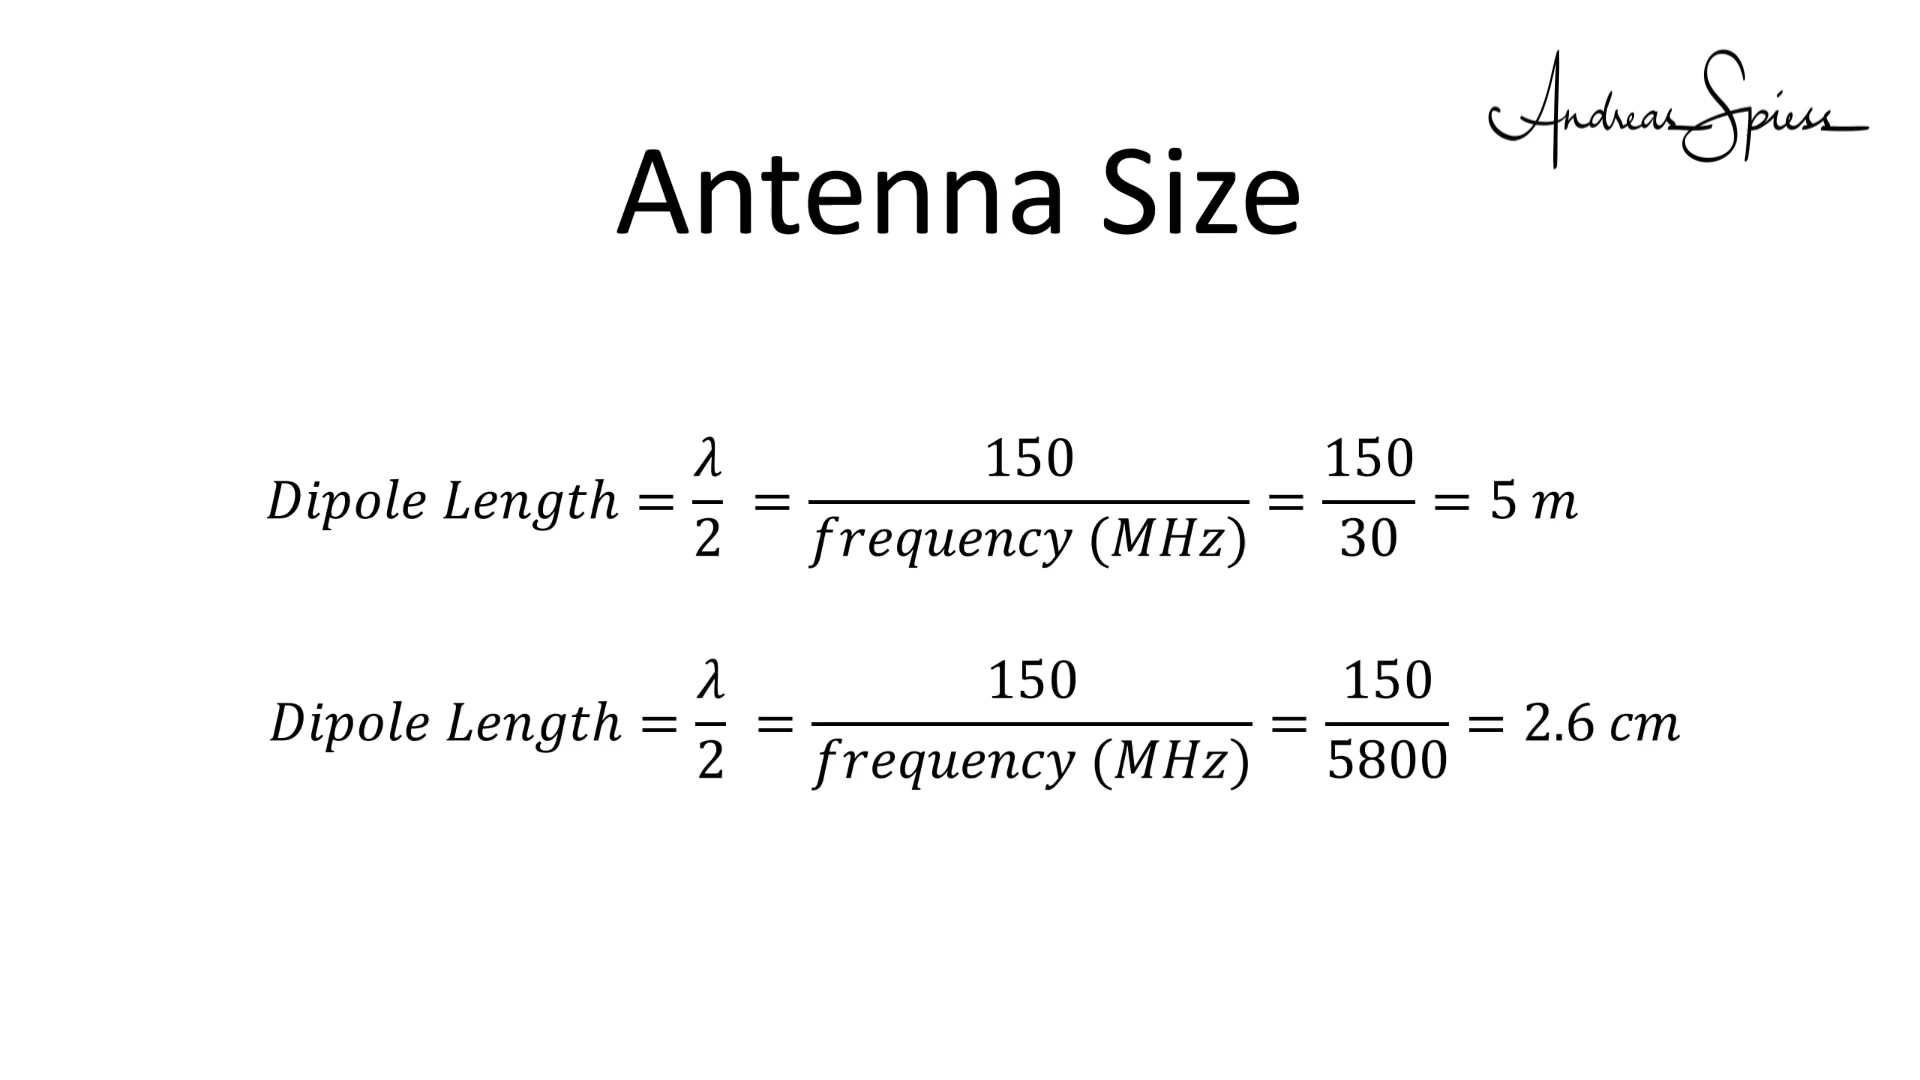 Andreas Spiess
Antenna Size
Dipole Length = λ/2 = 150/frequency (MHz) = 150/30 = 5 m
Dipole Length = λ/2 = 150/frequency (MHz) = 150/5800 = 2.6 cm